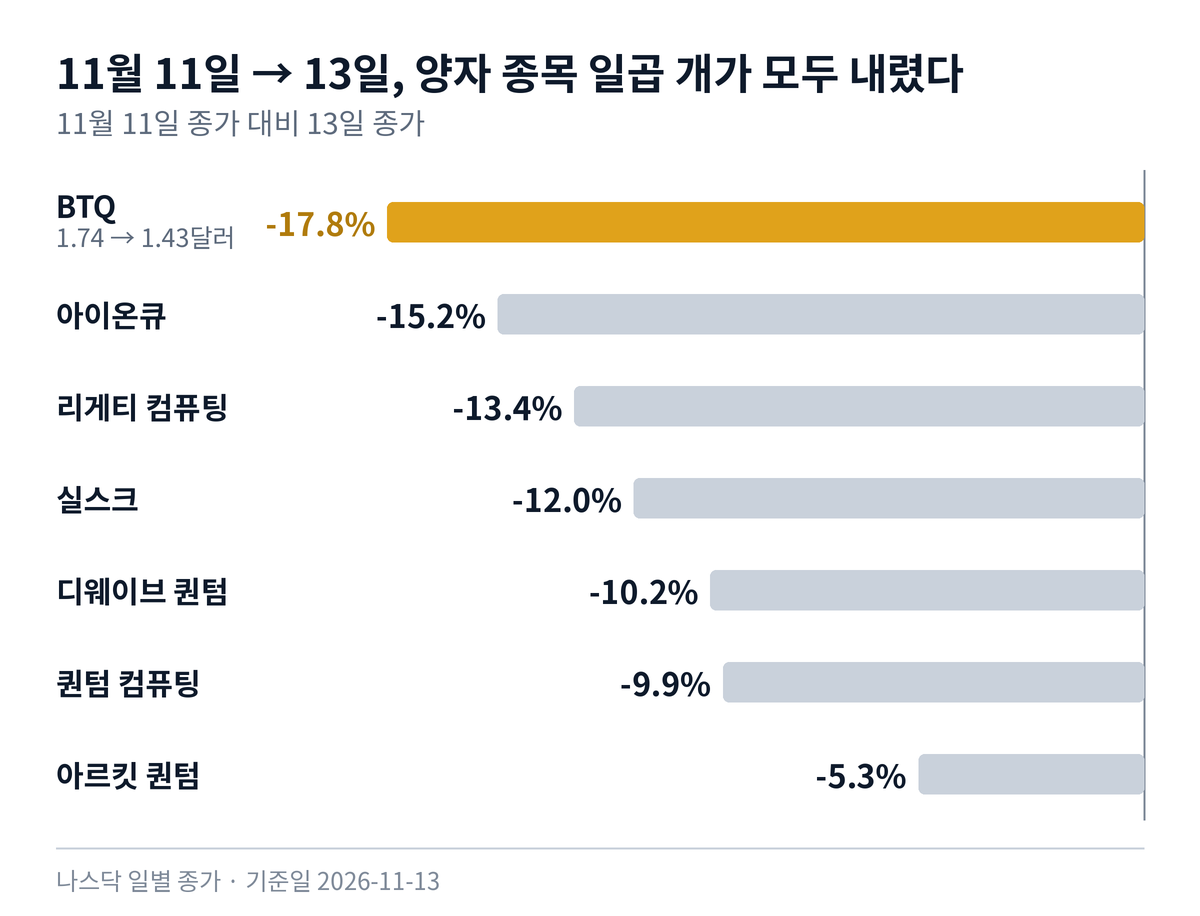 11월 11일 → 13일, 양자 종목 일곱 개가 모두 내렸다
11월 11일 종가 대비 13일 종가
BTQ
1.74 → 1.43달러
-17.8%
아이온큐
-15.2%
리게티 컴퓨팅
-13.4%
실스크
-12.0%
디웨이브 퀀텀
-10.2%
퀀텀 컴퓨팅
-9.9%
아르킷 퀀텀
-5.3%
나스닥 일별 종가 · 기준일 2026-11-13